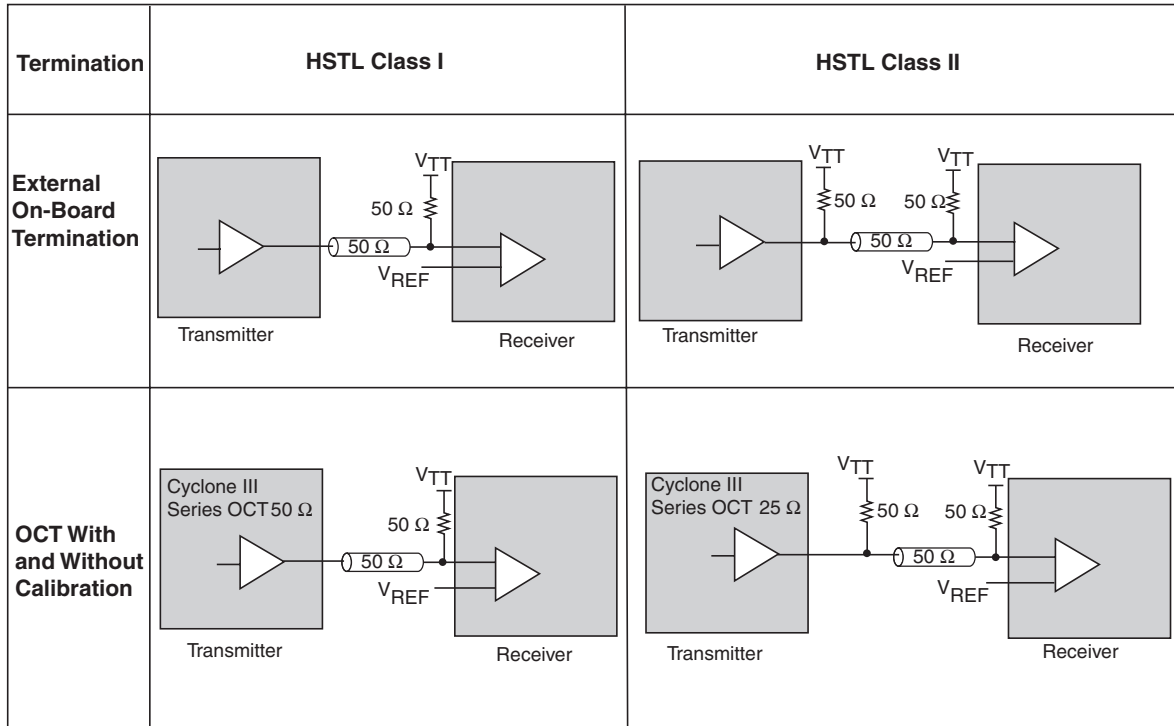 Termination
HSTL Class I
HSTL Class II
External
On-Board
Termination
VTT
50 Ω
50 Ω
VREF
Transmitter
Receiver
VTT
50 Ω
VTT
50 Ω
50 Ω
VREF
Transmitter
Receiver
OCT With
and Without
Calibration
Cyclone III
Series OCT 50 Ω
VTT
50 Ω
50 Ω
VREF
Transmitter
Receiver
Cyclone III
Series OCT 25 Ω
VTT
50 Ω
VTT
50 Ω
50 Ω
VREF
Transmitter
Receiver